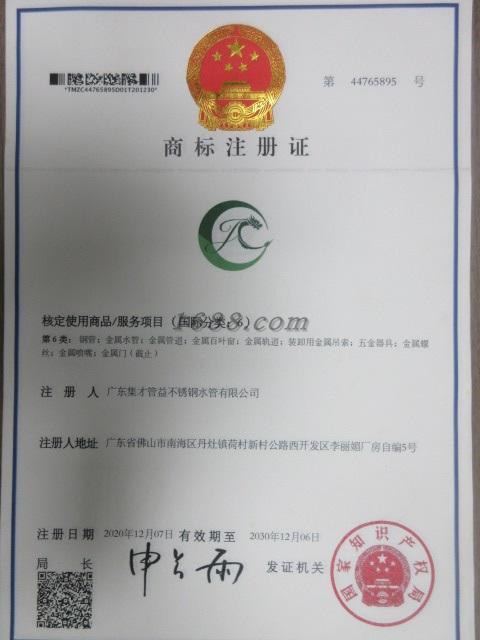 *TMZC44765895D01T201230*
第 44765895 号
商标注册证
TC
1688.com
核定使用商品/服务项目（国际分类：6）
第6类：钢管；金属水管；金属管道；金属百叶窗；金属轨道；装卸用金属吊索；五金器具；金属螺
丝；金属喷嘴；金属门（截止）
注 册 人 广东集才管益不锈钢水管有限公司
注册人地址 广东省佛山市南海区丹灶镇荷村新村公路西开发区李丽媚厂房自编5号
注册日期 2020年12月07日 有效期至 2030年12月06日
局 长 申长雨 发证机关
国家知识产权局